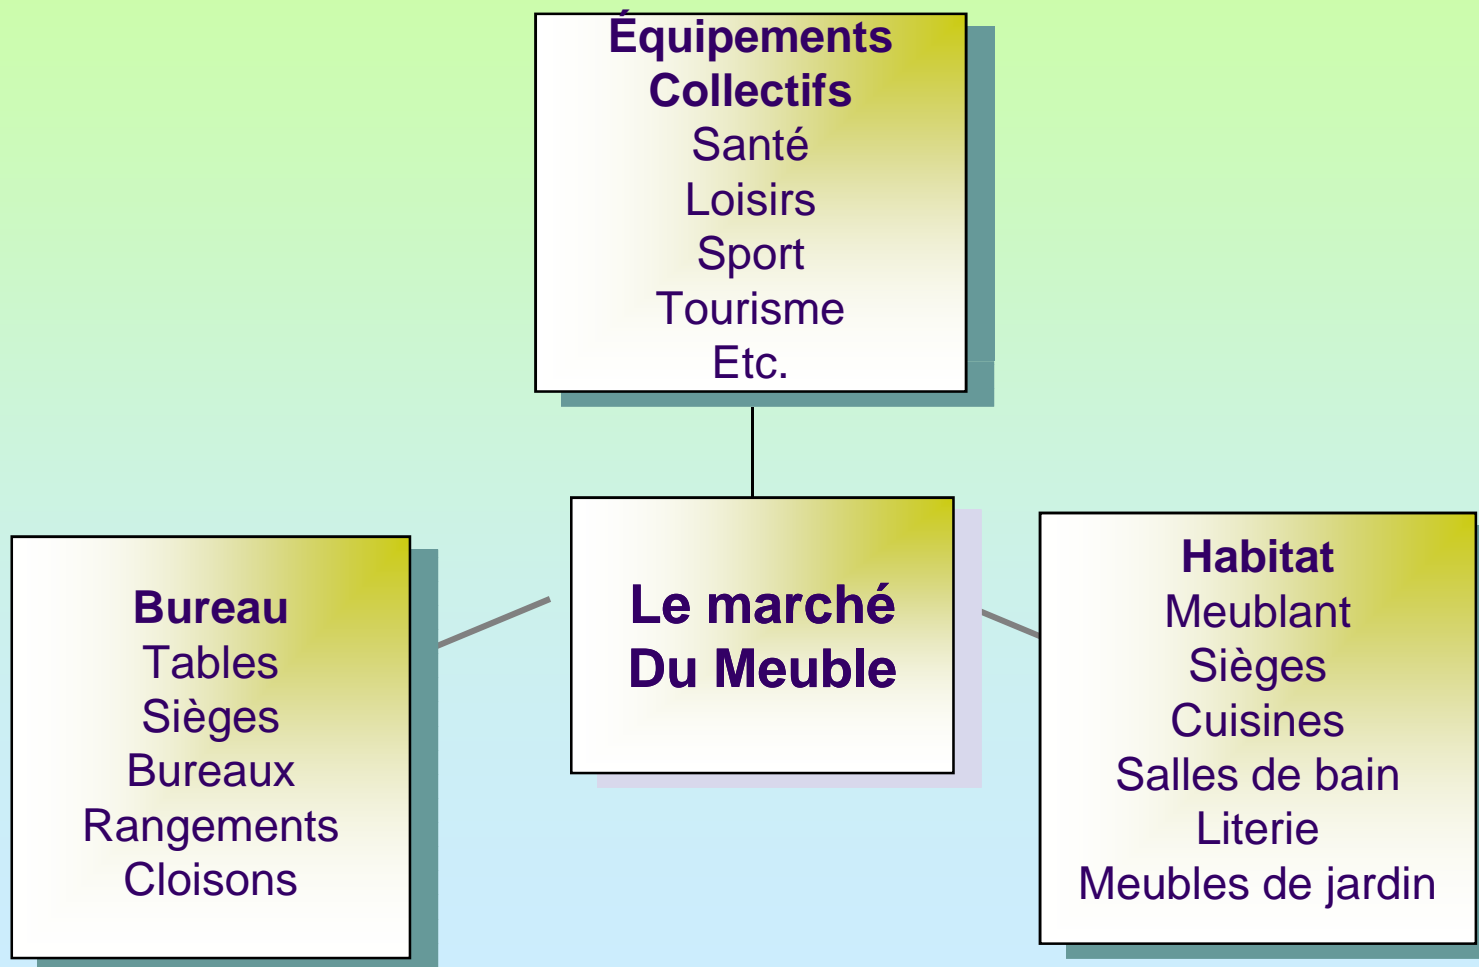 Équipements
Collectifs
Santé
Loisirs
Sport
Tourisme
Etc.
Le marché
Du Meuble
Bureau
Tables
Sièges
Bureaux
Rangements
Cloisons
Habitat
Meublant
Sièges
Cuisines
Salles de bain
Literie
Meubles de jardin